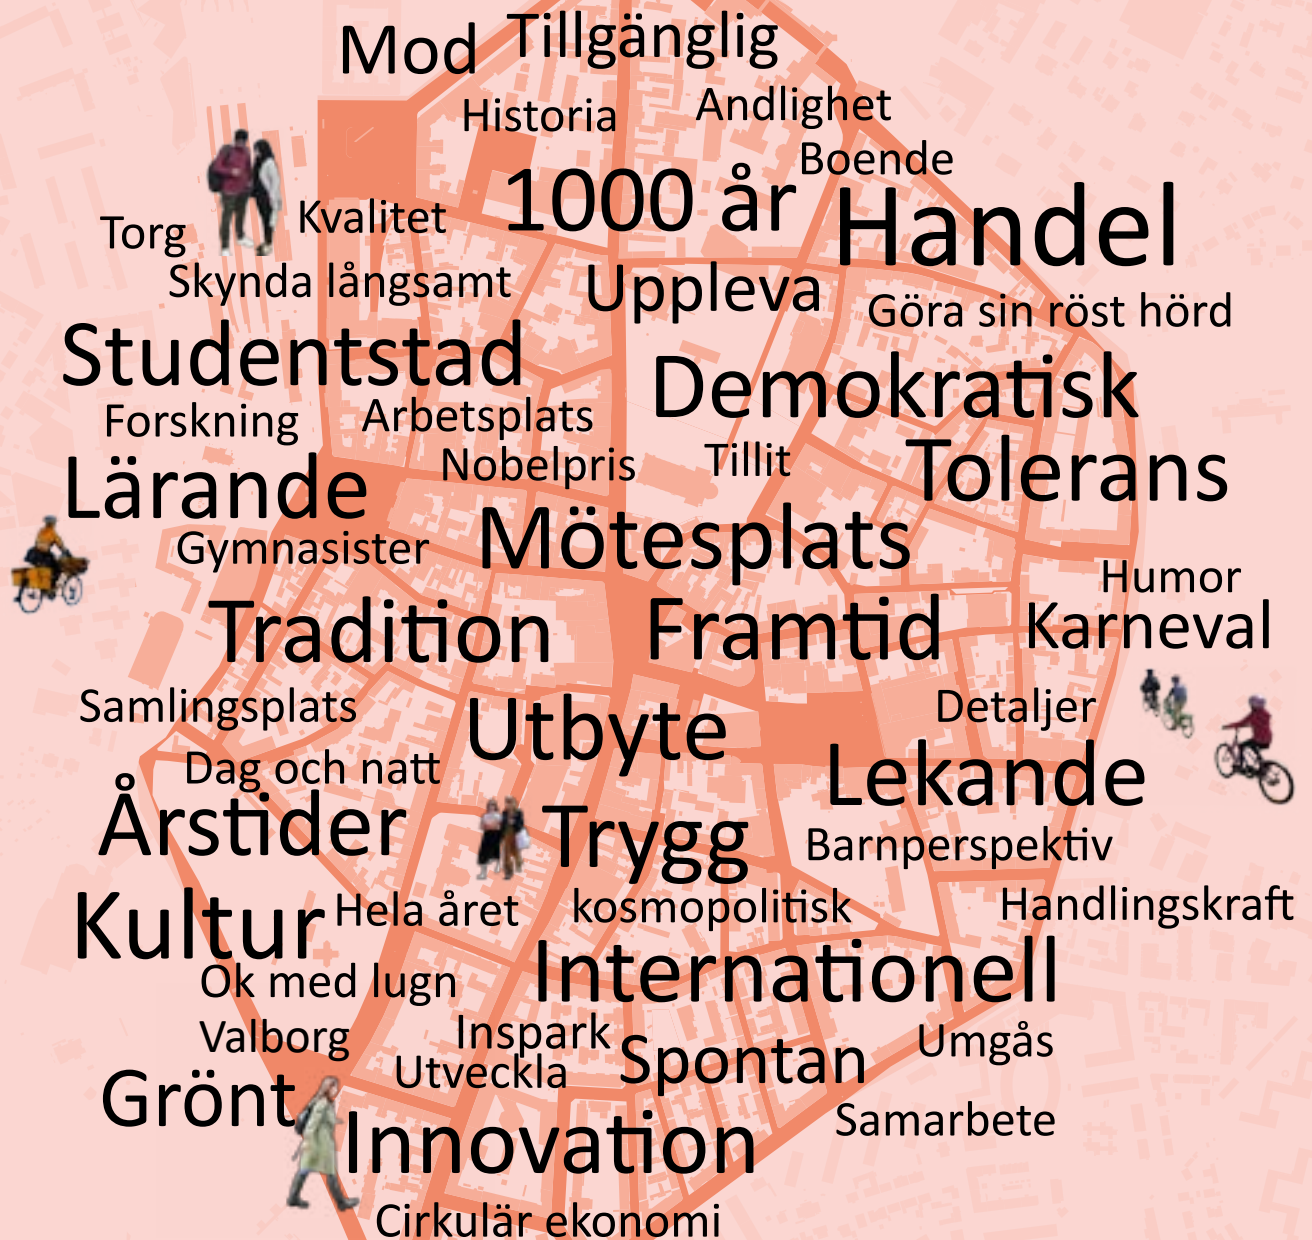 Mod
Tillgänglig
Historia
Andlighet
Boende
1000 år
Handel
Torg
Kvalitet
Skynda långsamt
Uppleva
Göra sin röst hörd
Studentstad
Demokratisk
Forskning
Arbetsplats
Nobelpris
Tillit
Tolerans
Lärande
Mötesplats
Gymnasister
Humor
Tradition
Framtid
Karneval
Samlingsplats
Utbyte
Detaljer
Dag och natt
Lekande
Årstider
Trygg
Barnperspektiv
Kultur
Hela året
kosmopolitisk
Handlingskraft
Ok med lugn
Internationell
Valborg
Inspark
Utveckla
Spontan
Umgås
Grönt
Innovation
Samarbete
Cirkulär ekonomi